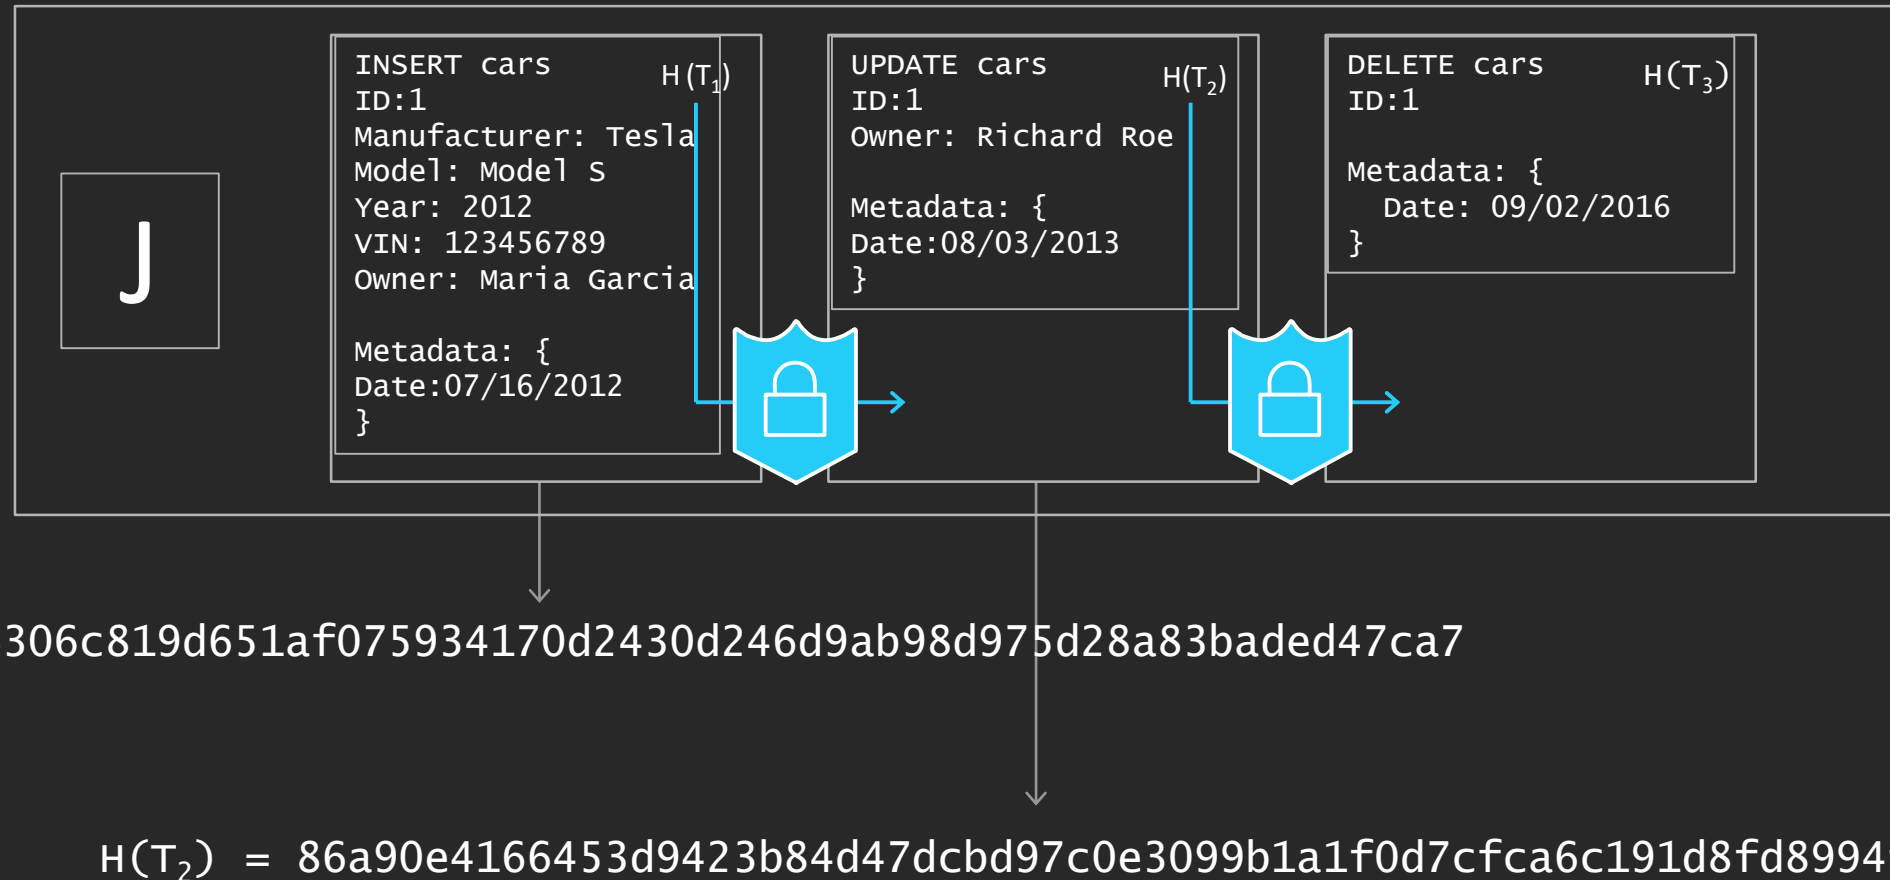 J
INSERT cars
H(T₁)
ID:1
Manufacturer: Tesla
Model: Model S
Year: 2012
VIN: 123456789
Owner: Maria Garcia
Metadata: {
Date:07/16/2012
}
UPDATE cars
H(T₂)
ID:1
Owner: Richard Roe
Metadata: {
Date:08/03/2013
}
DELETE cars
H(T₃)
ID:1
Metadata: {
Date: 09/02/2016
}
306c819d651af075934170d2430d246d9ab98d975d28a83baded47ca7
H(T₂) = 86a90e4166453d9423b84d47dcbd97c0e3099b1a1f0d7cfca6c191d8fd8994